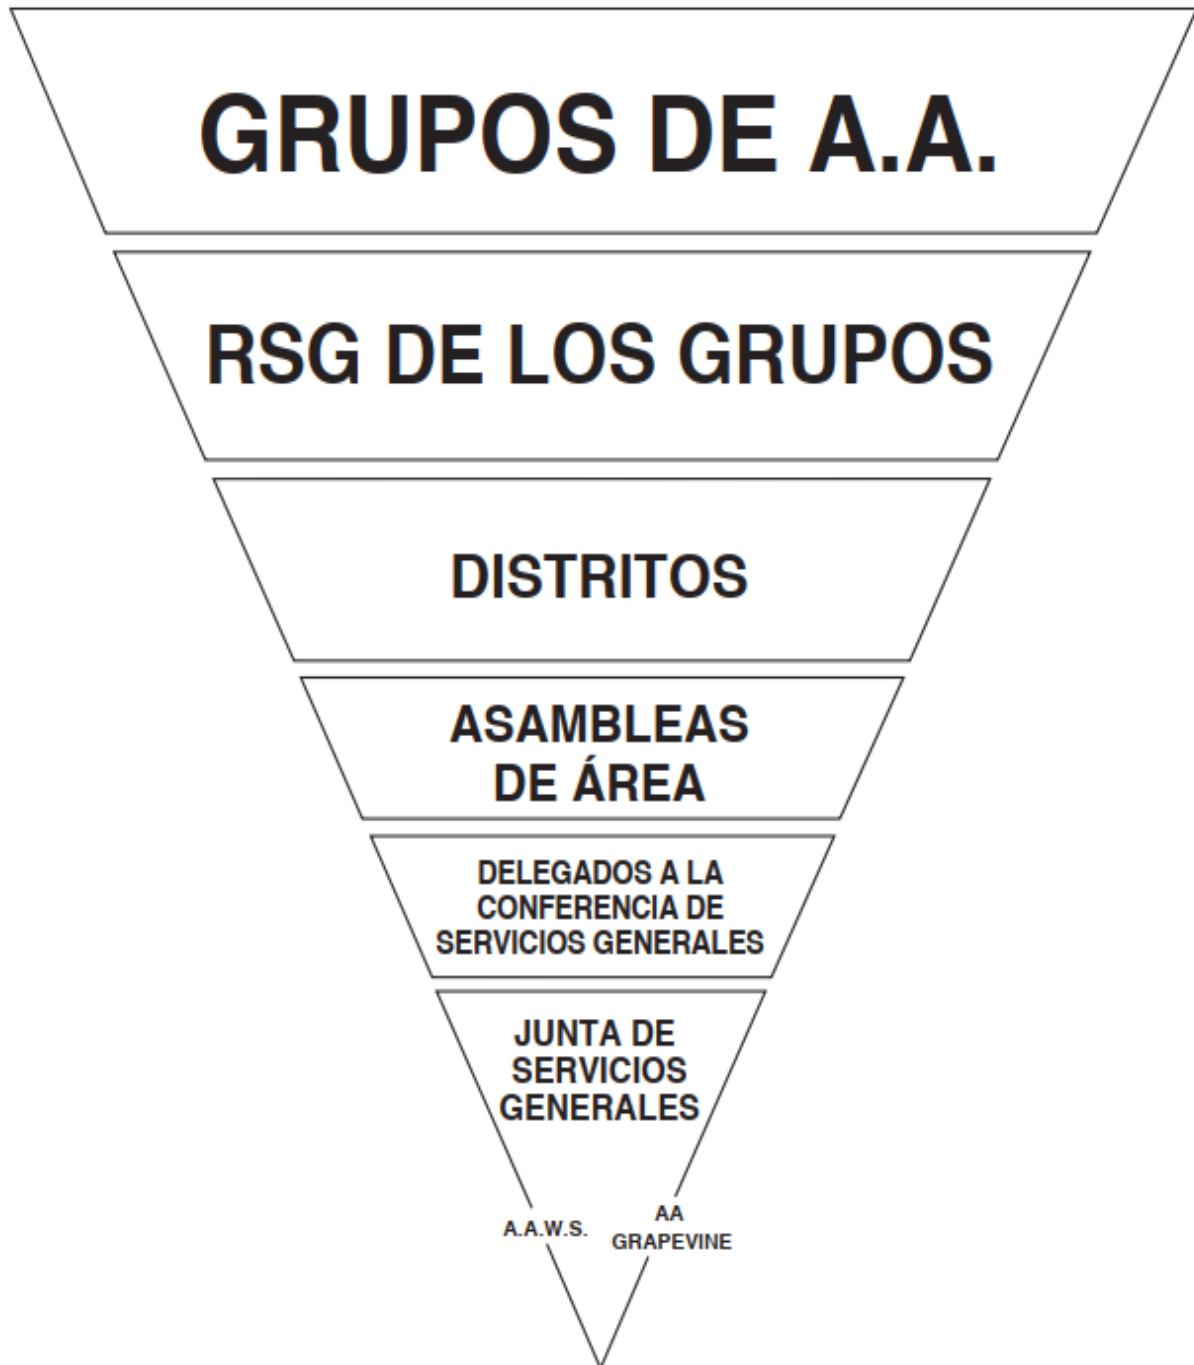 GRUPOS DE A.A.
RSG DE LOS GRUPOS
DISTRITOS
ASAMBLEAS
DE ÁREA
DELEGADOS A LA
CONFERENCIA DE
SERVICIOS GENERALES
JUNTA DE
SERVICIOS
GENERALES
A.A.W.S.
AA
GRAPEVINE